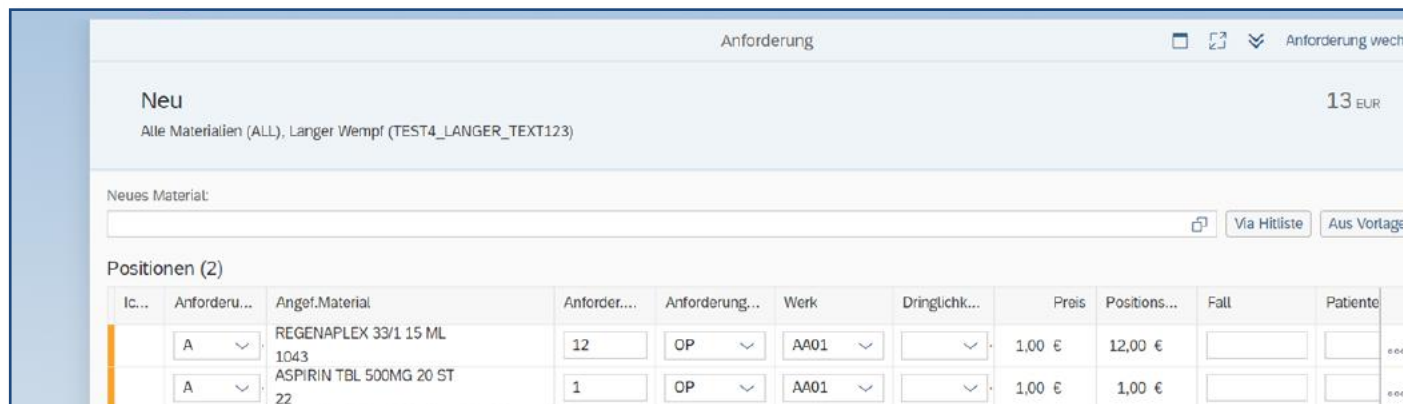 Anforderung
Anforderung wech
Neu
13 EUR
Alle Materialien (ALL), Langer Wempf (TEST4_LANGER_TEXT123)
Neues Material:
Via Hitliste Aus Vorlage
Positionen (2)
Ic... Anforderu... Angef.Material Anforder.... Anforderung... Werk Dringlichk... Preis Positions... Fall Patiente
A REGENAPLEX 33/1 15 ML 12 OP AA01 1,00 € 12,00 €
1043
A ASPIRIN TBL 500MG 20 ST 1 OP AA01 1,00 € 1,00 €
22